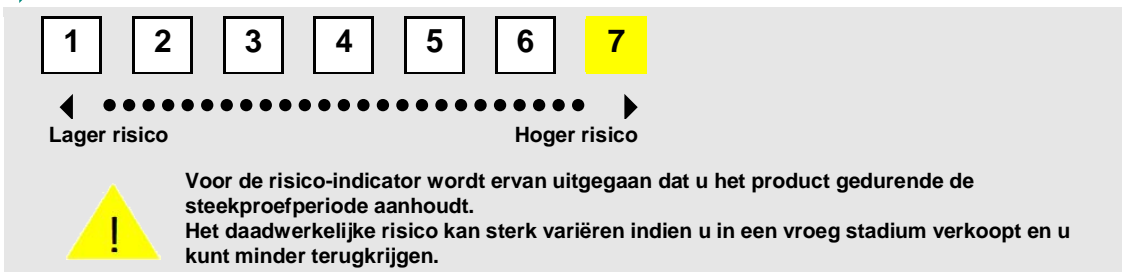 1 2 3 4 5 6 7
Lager risico Hoger risico
Voor de risico-indicator wordt ervan uitgegaan dat u het product gedurende de
steekproefperiode aanhoudt.
! Het daadwerkelijke risico kan sterk variëren indien u in een vroeg stadium verkoopt en u
kunt minder terugkrijgen.